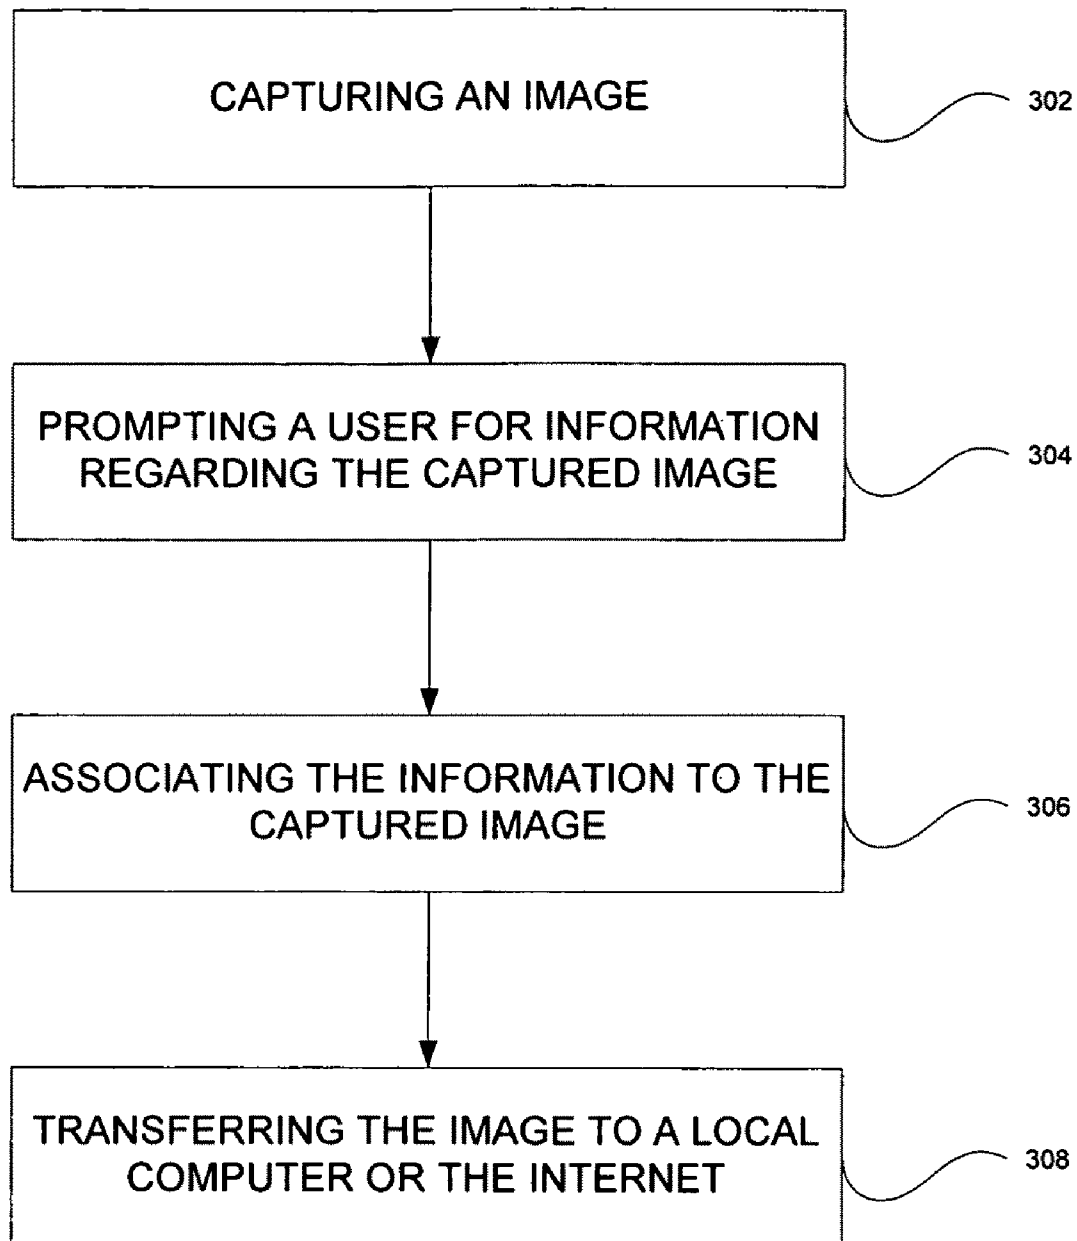 CAPTURING AN IMAGE
302
PROMPTING A USER FOR INFORMATION
REGARDING THE CAPTURED IMAGE
304
ASSOCIATING THE INFORMATION TO THE
CAPTURED IMAGE
306
TRANSFERRING THE IMAGE TO A LOCAL
COMPUTER OR THE INTERNET
308